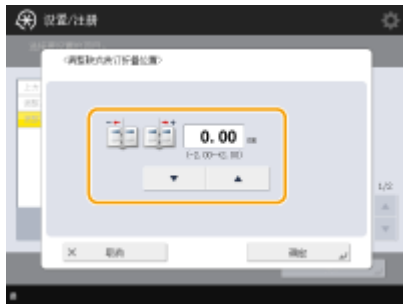 设置/注册
<调整鞍式装订折叠位置>
0.00 mm
(-2.00~+2.00)
1/2
× 取消
确定